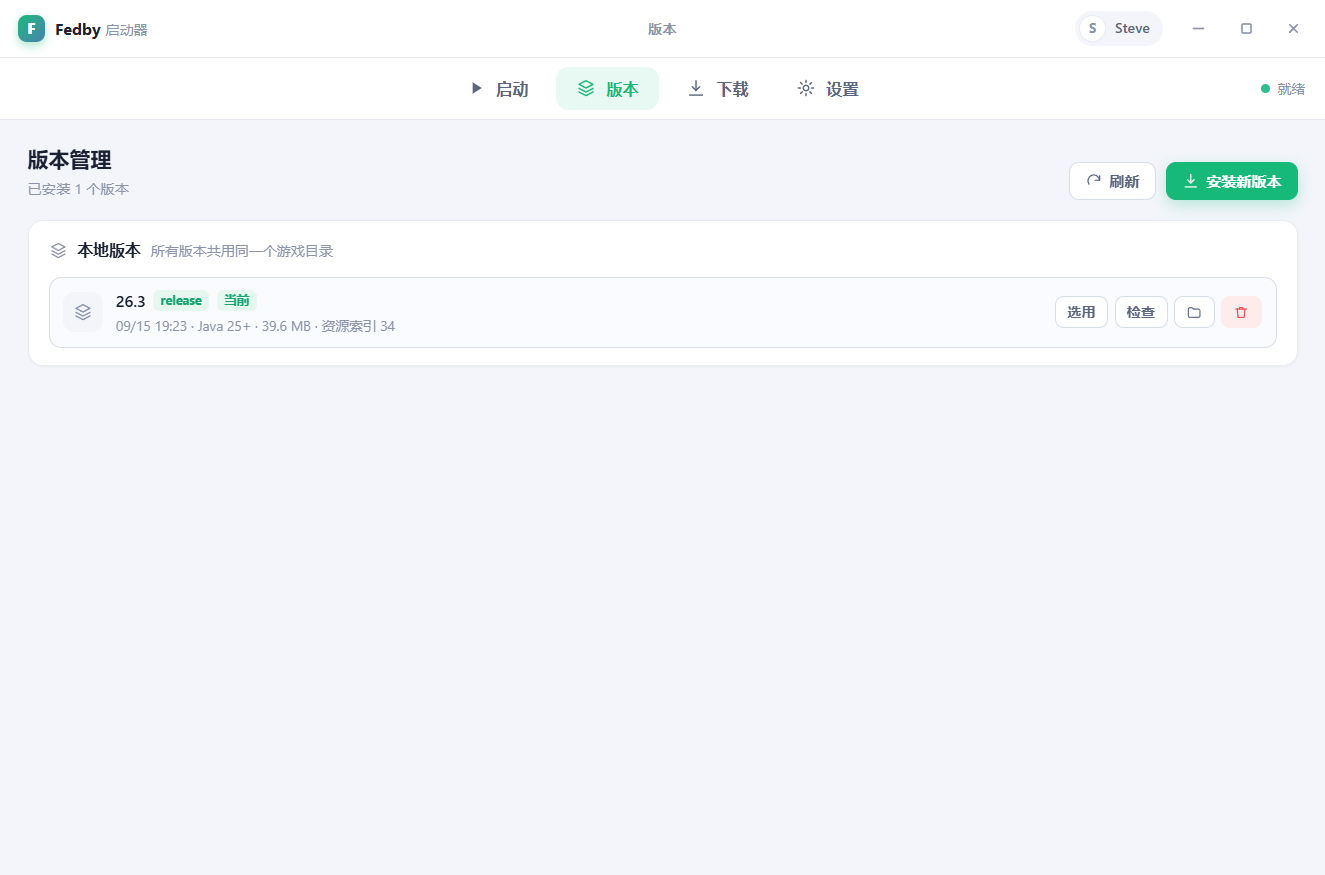 F Fedby 启动器
版本
S Steve
启动
版本
下载
设置
就绪
版本管理
已安装 1 个版本
刷新
安装新版本
本地版本 所有版本共用同一个游戏目录
26.3 release 当前
09/15 19:23 · Java 25+ · 39.6 MB · 资源索引 34
选用
检查